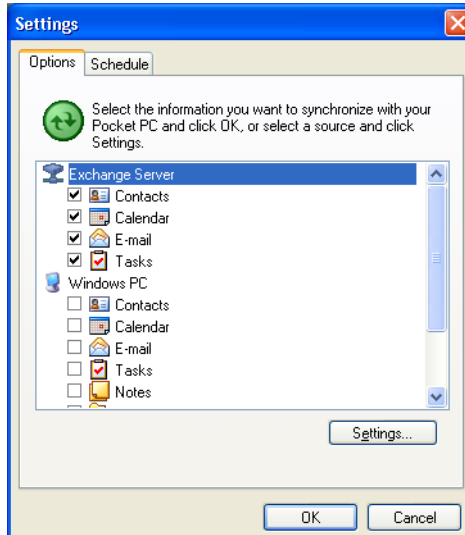 Settings
Options
Schedule
Select the information you want to synchronize with your
Pocket PC and click OK, or select a source and click
Settings.
Exchange Server
Contacts
Calendar
E-mail
Tasks
Windows PC
Contacts
Calendar
E-mail
Tasks
Notes
Settings...
OK
Cancel